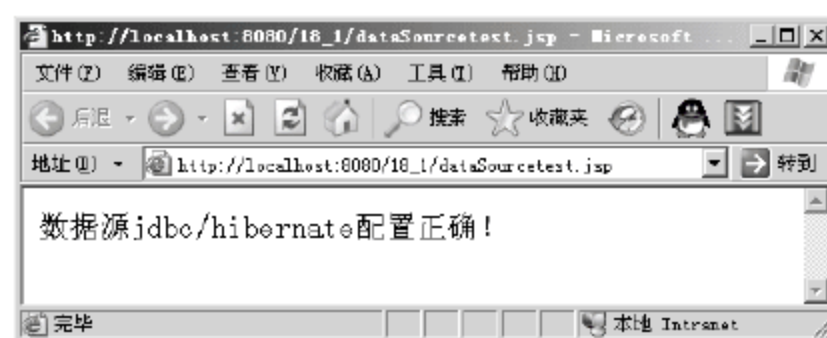 http://localhost:8080/18_1/dataSourcetest.jsp - Microsoft ...
文件(F) 编辑(E) 查看(V) 收藏(A) 工具(T) 帮助(H)
后退 搜索 收藏夹
地址(D) http://localhost:8080/18_1/dataSourcetest.jsp 转到
数据源jdbc/hibernate配置正确!
完毕 本地 Intranet